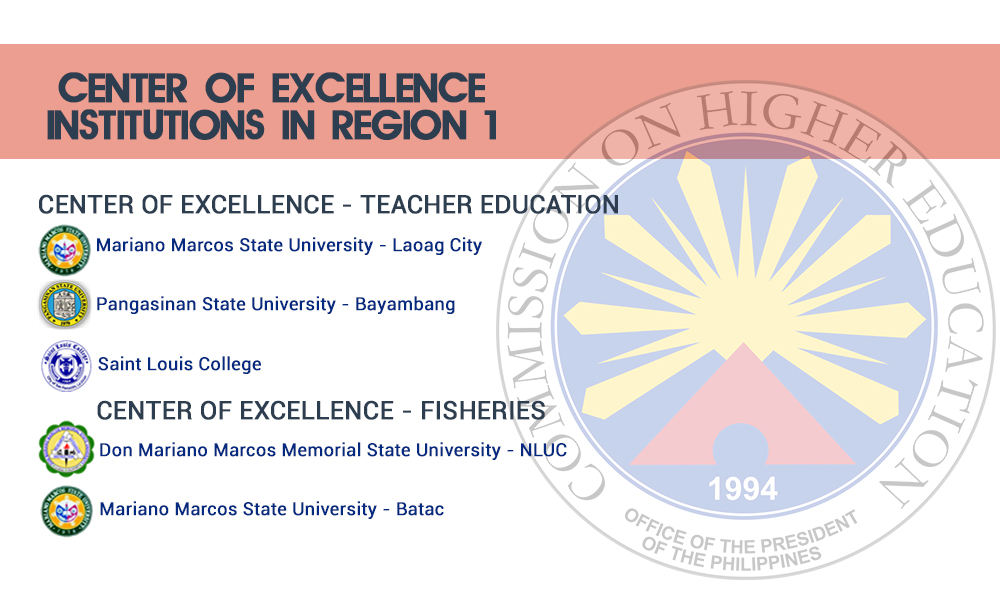 CENTER OF EXCELLENCE
INSTITUTIONS IN REGION 1
CENTER OF EXCELLENCE - TEACHER EDUCATION
Mariano Marcos State University - Laoag City
Pangasinan State University - Bayambang
Saint Louis College
CENTER OF EXCELLENCE - FISHERIES
Don Mariano Marcos Memorial State University - NLUC
Mariano Marcos State University - Batac
COMMISSION ON HIGHER EDUCATION
1994
OFFICE OF THE PRESIDENT
OF THE PHILIPPINES